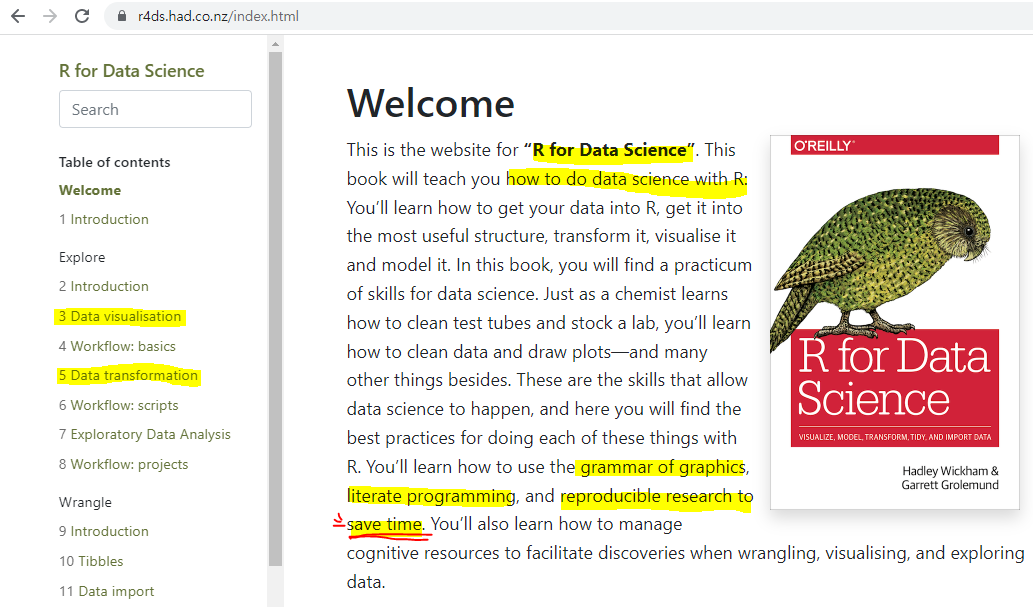 r4ds.had.co.nz/index.html
R for Data Science
Search
Table of contents
Welcome
1 Introduction
Explore
2 Introduction
3 Data visualisation
4 Workflow: basics
5 Data transformation
6 Workflow: scripts
7 Exploratory Data Analysis
8 Workflow: projects
Wrangle
9 Introduction
10 Tibbles
11 Data import
Welcome
This is the website for “R for Data Science”. This
book will teach you how to do data science with R:
You’ll learn how to get your data into R, get it into
the most useful structure, transform it, visualise it
and model it. In this book, you will find a practicum
of skills for data science. Just as a chemist learns
how to clean test tubes and stock a lab, you’ll learn
how to clean data and draw plots—and many
other things besides. These are the skills that allow
data science to happen, and here you will find the
best practices for doing each of these things with
R. You’ll learn how to use the grammar of graphics,
literate programming, and reproducible research to
save time. You’ll also learn how to manage
cognitive resources to facilitate discoveries when wrangling, visualising, and exploring
data.
O'REILLY
R for Data
Science
VISUALIZE, MODEL, TRANSFORM, TIDY, AND IMPORT DATA
Hadley Wickham &
Garrett Grolemund